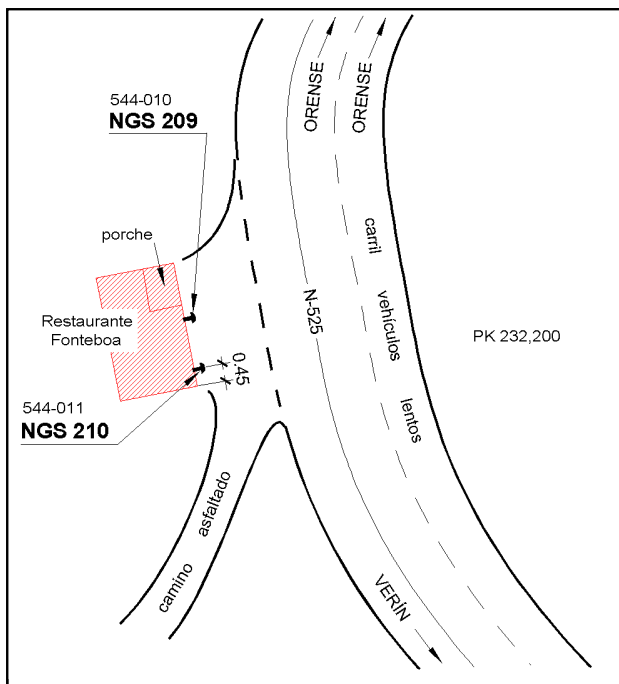 ORENSE
ORENSE
544-010
NGS 209
porche
Restaurante
Fonteboa
N-525
carril
vehículos
lentos
PK 232,200
0.45
544-011
NGS 210
camino asfaltado
VERÍN